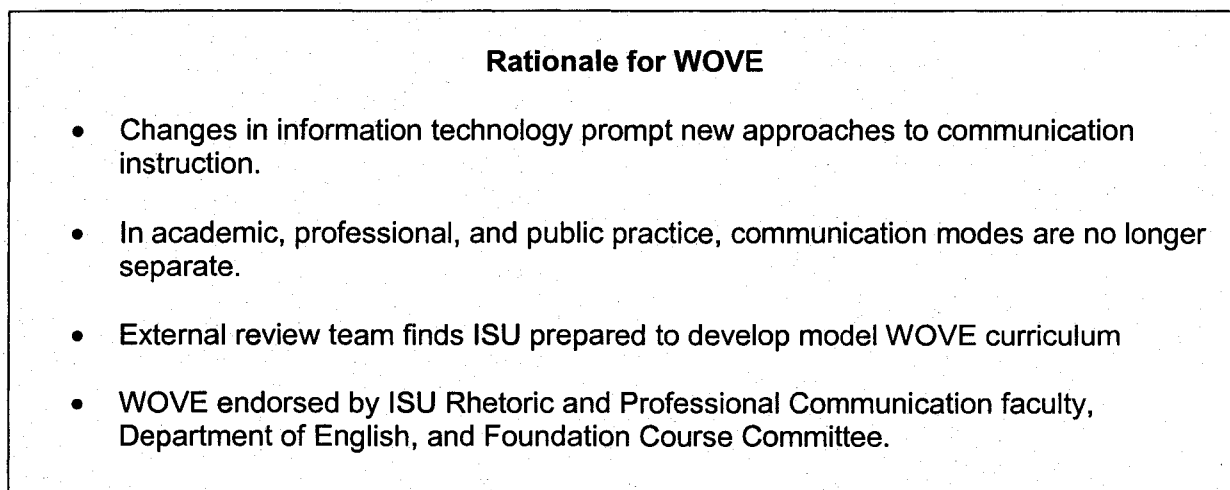 Rationale for WOVE
• Changes in information technology prompt new approaches to communication
instruction.
• In academic, professional, and public practice, communication modes are no longer
separate.
• External review team finds ISU prepared to develop model WOVE curriculum
• WOVE endorsed by ISU Rhetoric and Professional Communication faculty,
Department of English, and Foundation Course Committee.